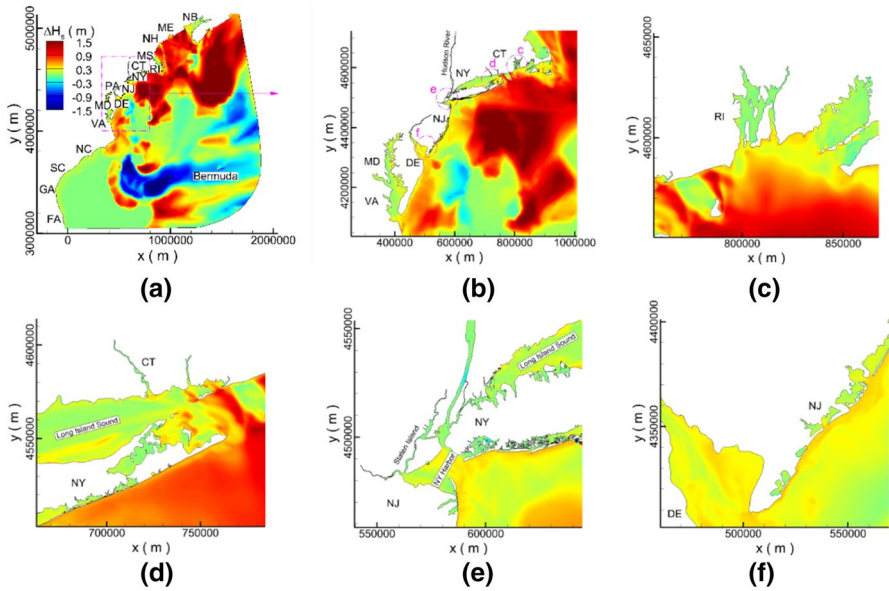 5000000
4000000
3000000
y ( m )
ΔHs ( m )
1.5
0.9
0.3
-0.3
-0.9
-1.5
NB
ME
NH
MS
CT
RI
NY
PA
NJ
MD
DE
VA
NC
SC
GA
FA
Bermuda
0
1000000
2000000
x ( m )
(a)
4800000
4600000
4400000
4200000
y ( m )
Hudson River
CT
c
d
NY
e
NJ
f
MD
DE
VA
400000
600000
800000
1000000
x ( m )
(b)
4650000
4600000
y ( m )
RI
800000
850000
x ( m )
(c)
4600000
4550000
y ( m )
CT
Long Island Sound
NY
700000
750000
x ( m )
(d)
4550000
4500000
y ( m )
Long Island Sound
NY
Staten Island
NY Harbor
NJ
550000
600000
x ( m )
(e)
4400000
4350000
y ( m )
NJ
DE
500000
550000
x ( m )
(f)